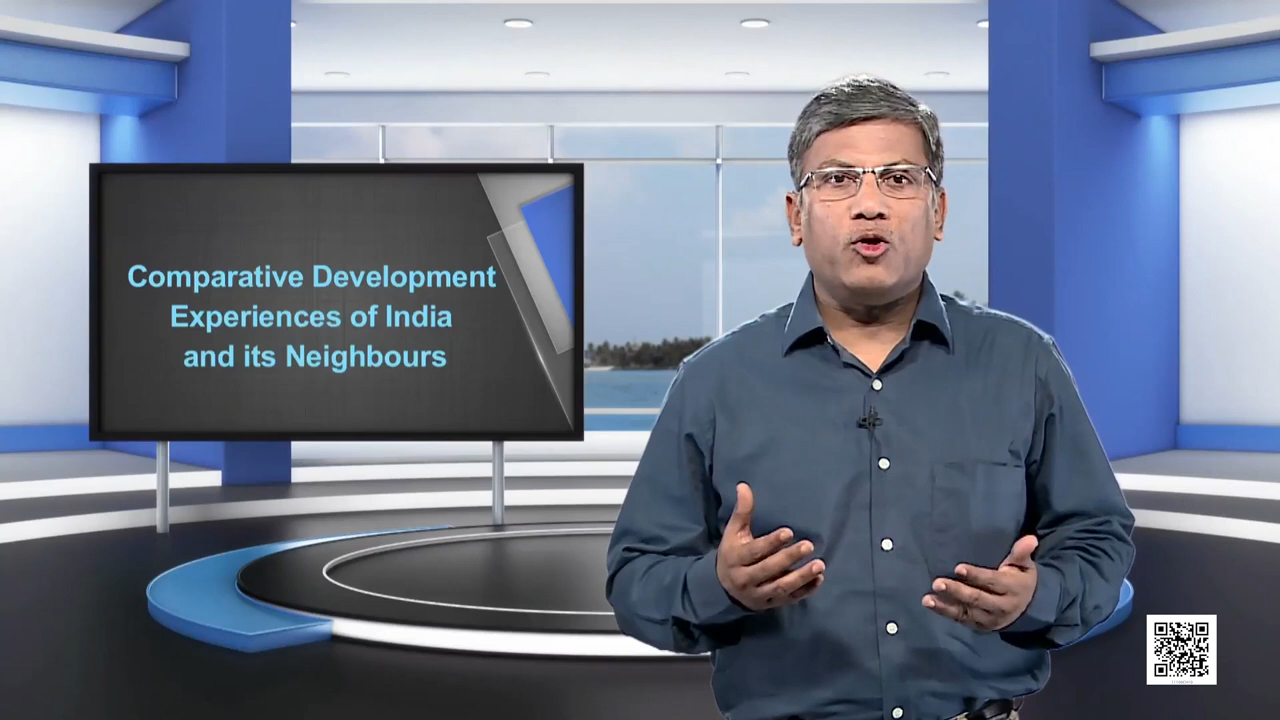 Comparative Development
Experiences of India
and its Neighbours